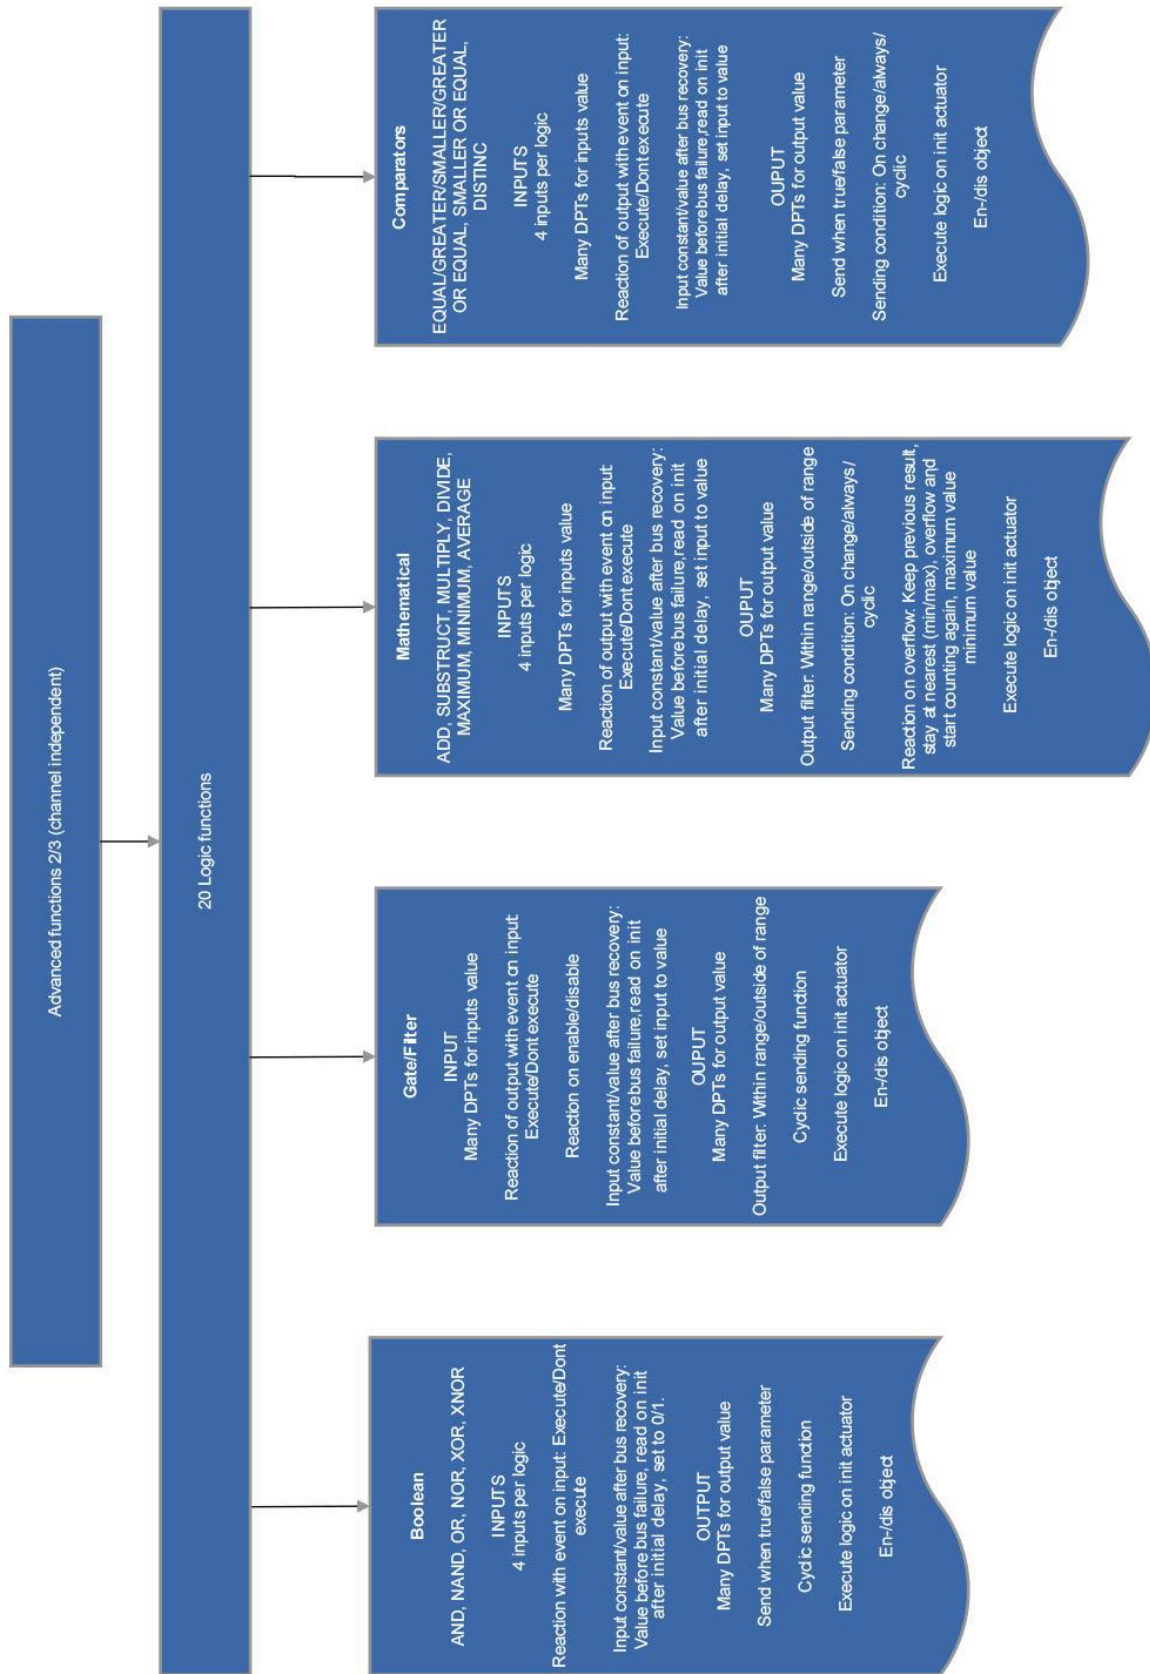 Advanced functions 2/3 (channel independent)
20 Logic functions
Boolean
AND, NAND, OR, NOR, XOR, XNOR
INPUTS
4 inputs per logic
Reaction with event on input: Execute/Dont
execute
Input constant/value after bus recovery:
Value before bus failure, read on init
after initial delay, set to 0/1.
OUTPUT
Many DPTs for output value
Send when true/false parameter
Cyclic sending function
Execute logic on init actuator
En-/dis object
Gate/Filter
INPUT
Many DPTs for inputs value
Reaction of output with event on input:
Execute/Dont execute
Reaction on enable/disable
Input constant/value after bus recovery:
Value before bus failure,read on init
after initial delay, set input to value
OUPUT
Many DPTs for output value
Output filter: Within range/outside of range
Cyclic sending function
Execute logic on init actuator
En-/dis object
Mathematical
ADD, SUBSTRUCT, MULTIPLY, DIVIDE,
MAXIMUM, MINIMUM, AVERAGE
INPUTS
4 inputs per logic
Many DPTs for inputs value
Reaction of output with event on input:
Execute/Dont execute
Input constant/value after bus recovery:
Value before bus failure,read on init
after initial delay, set input to value
OUPUT
Many DPTs for output value
Output filter: Within range/outside of range
Sending condition: On change/always/
cyclic
Reaction on overflow: Keep previous result,
stay at nearest (min/max), overflow and
start counting again, maximum value
minimum value
Execute logic on init actuator
En-/dis object
Comparators
EQUAL/GREATER/SMALLER/GREATER
OR EQUAL, SMALLER OR EQUAL,
DISTINC
INPUTS
4 inputs per logic
Many DPTs for inputs value
Reaction of output with event on input:
Execute/Dont execute
Input constant/value after bus recovery:
Value before bus failure,read on init
after initial delay, set input to value
OUPUT
Many DPTs for output value
Send when true/false parameter
Sending condition: On change/always/
cyclic
Execute logic on init actuator
En-/dis object